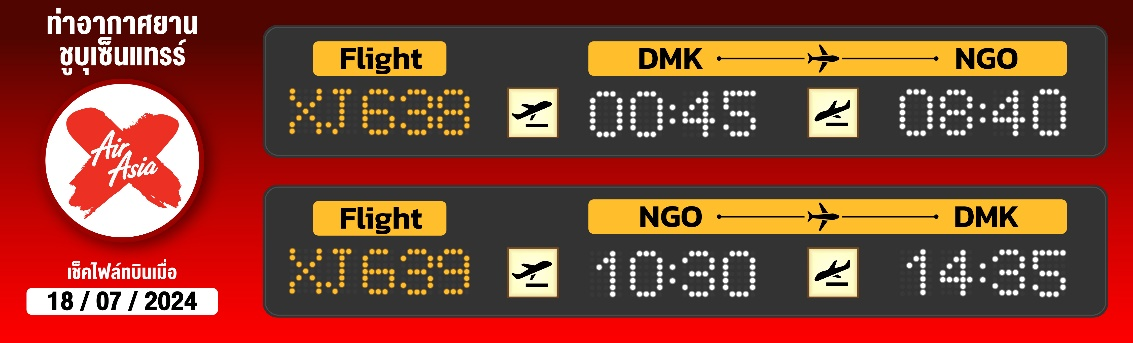 ท่าอากาศยาน
ชูบุเซ็นแทรร์
Air
Asia
เช็คไฟล์ทบินเมื่อ
18 / 07 / 2024
Flight
DMK NGO
XJ638 00:45 08:40
Flight
NGO DMK
XJ639 10:30 14:35